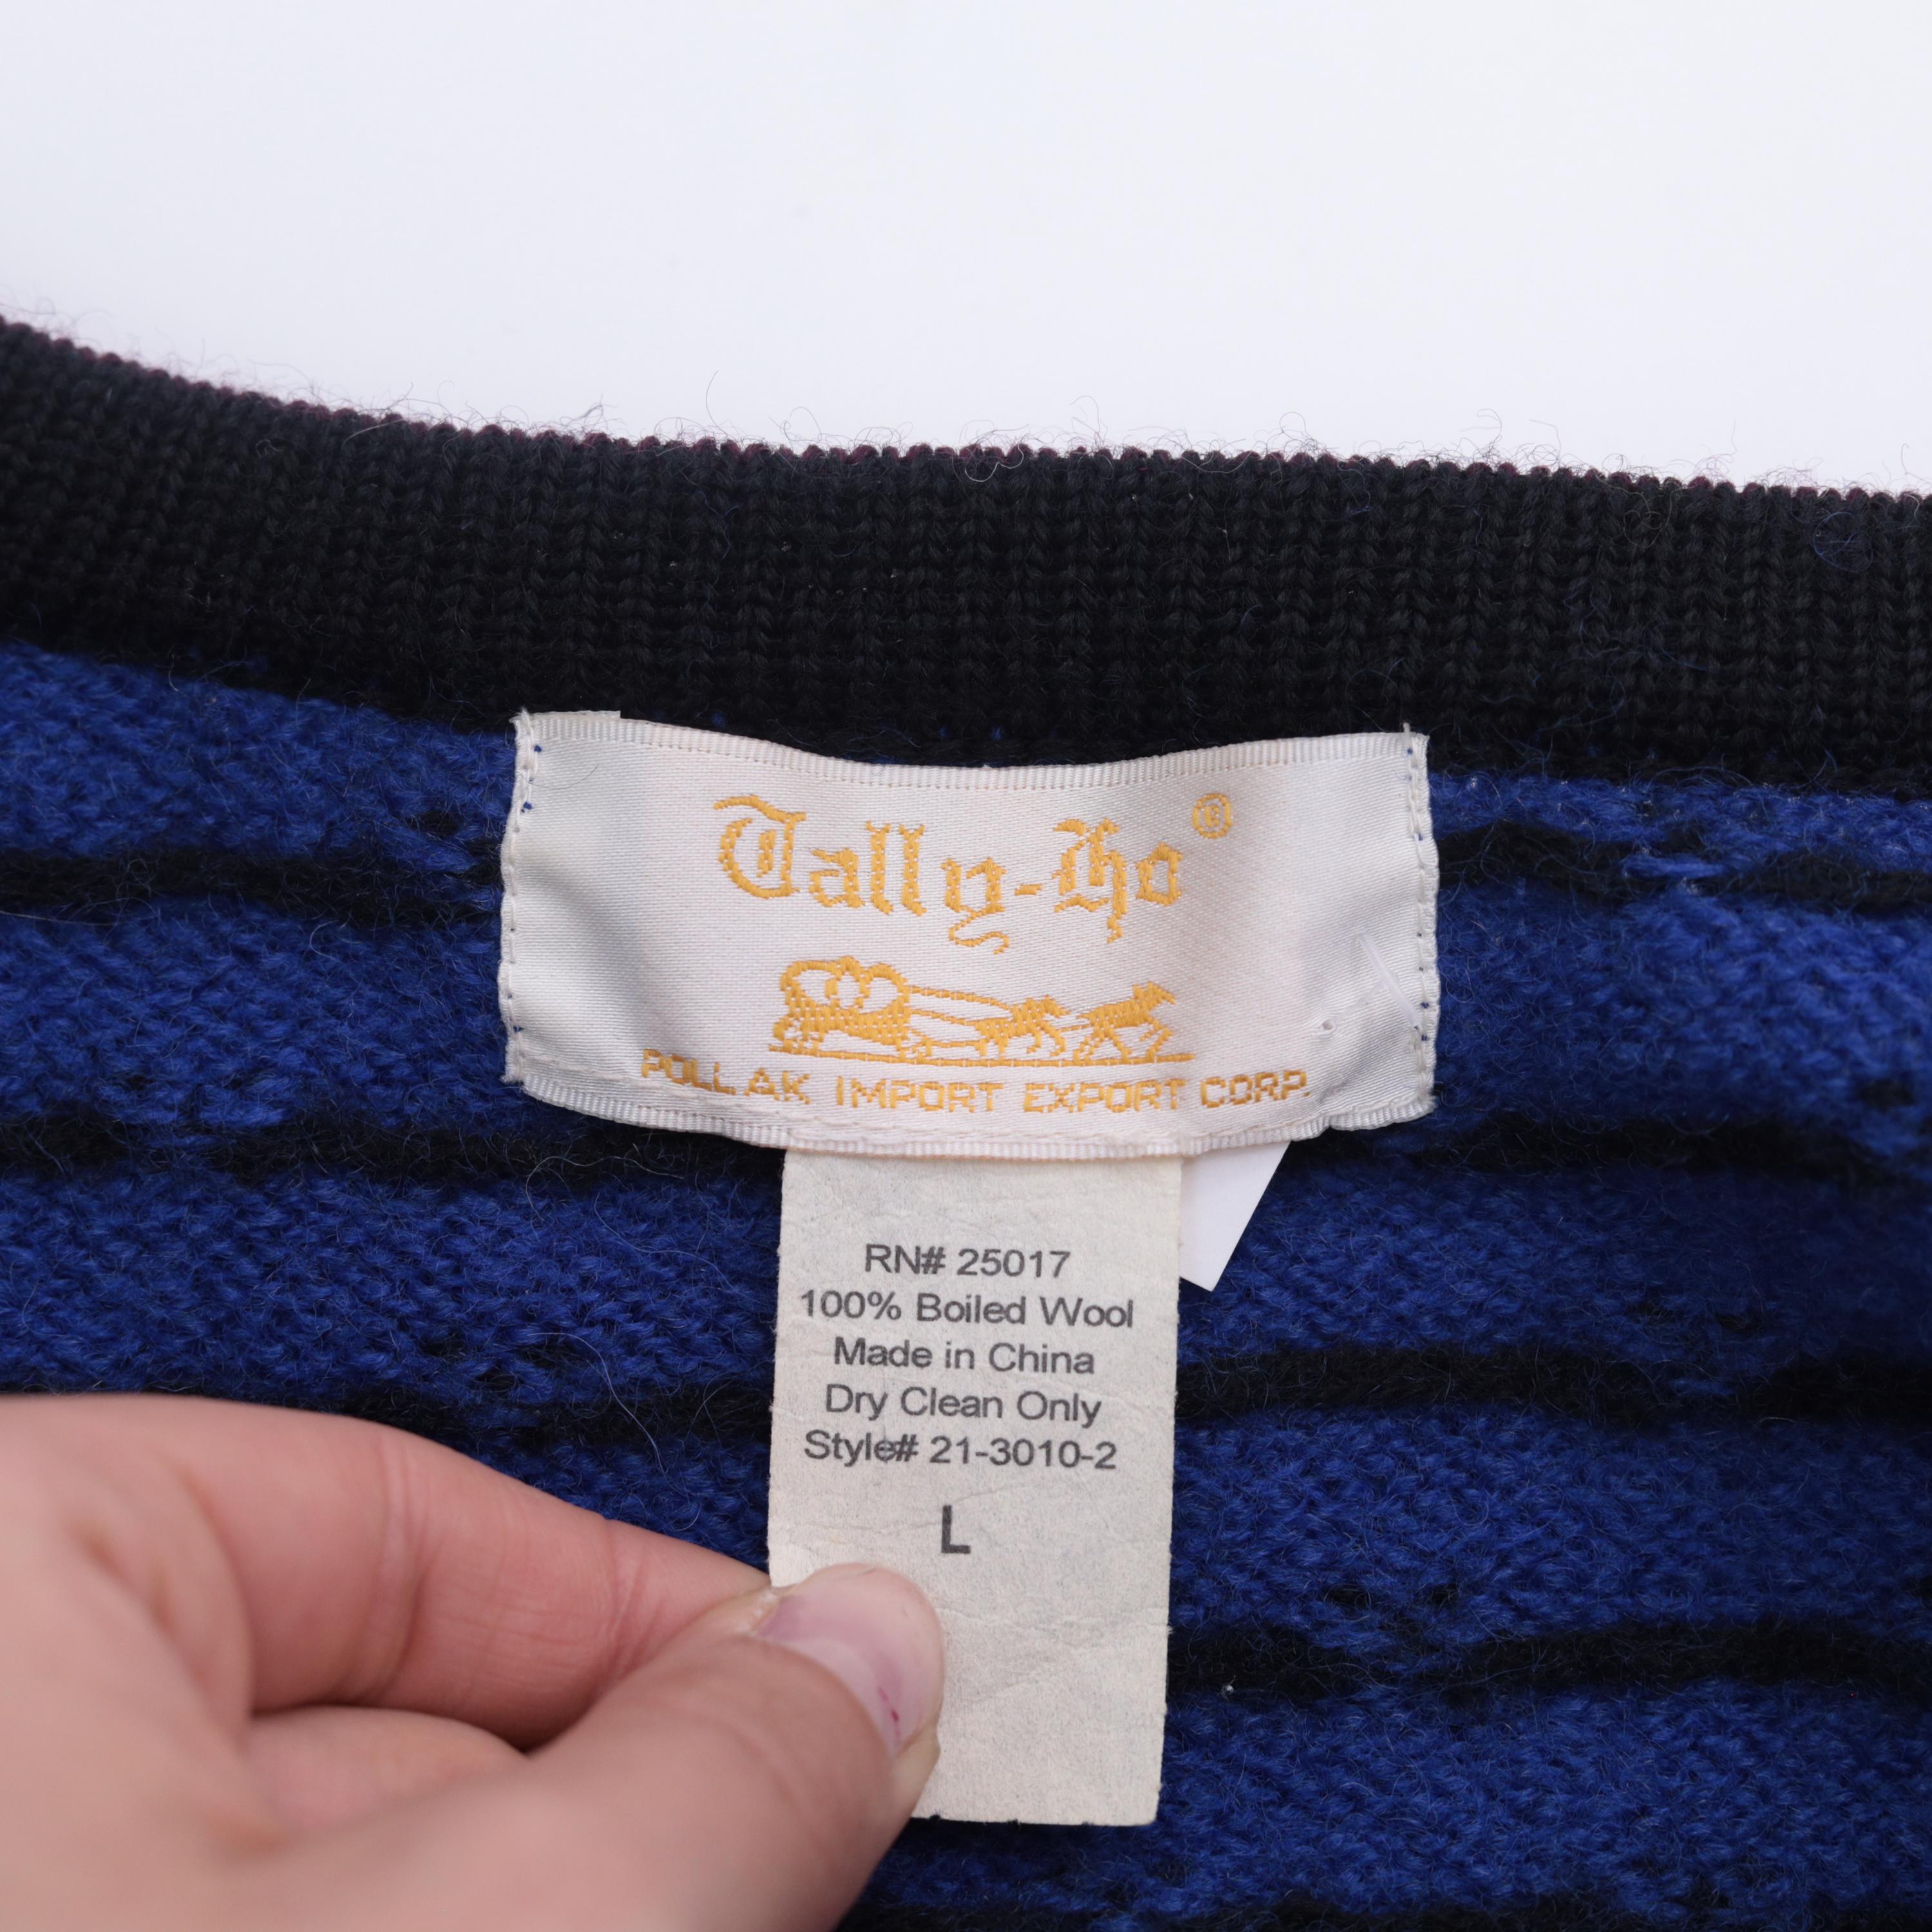 Tally-Ho ®
POLLAK IMPORT EXPORT CORP.
RN# 25017
100% Boiled Wool
Made in China
Dry Clean Only
Style# 21-3010-2
L